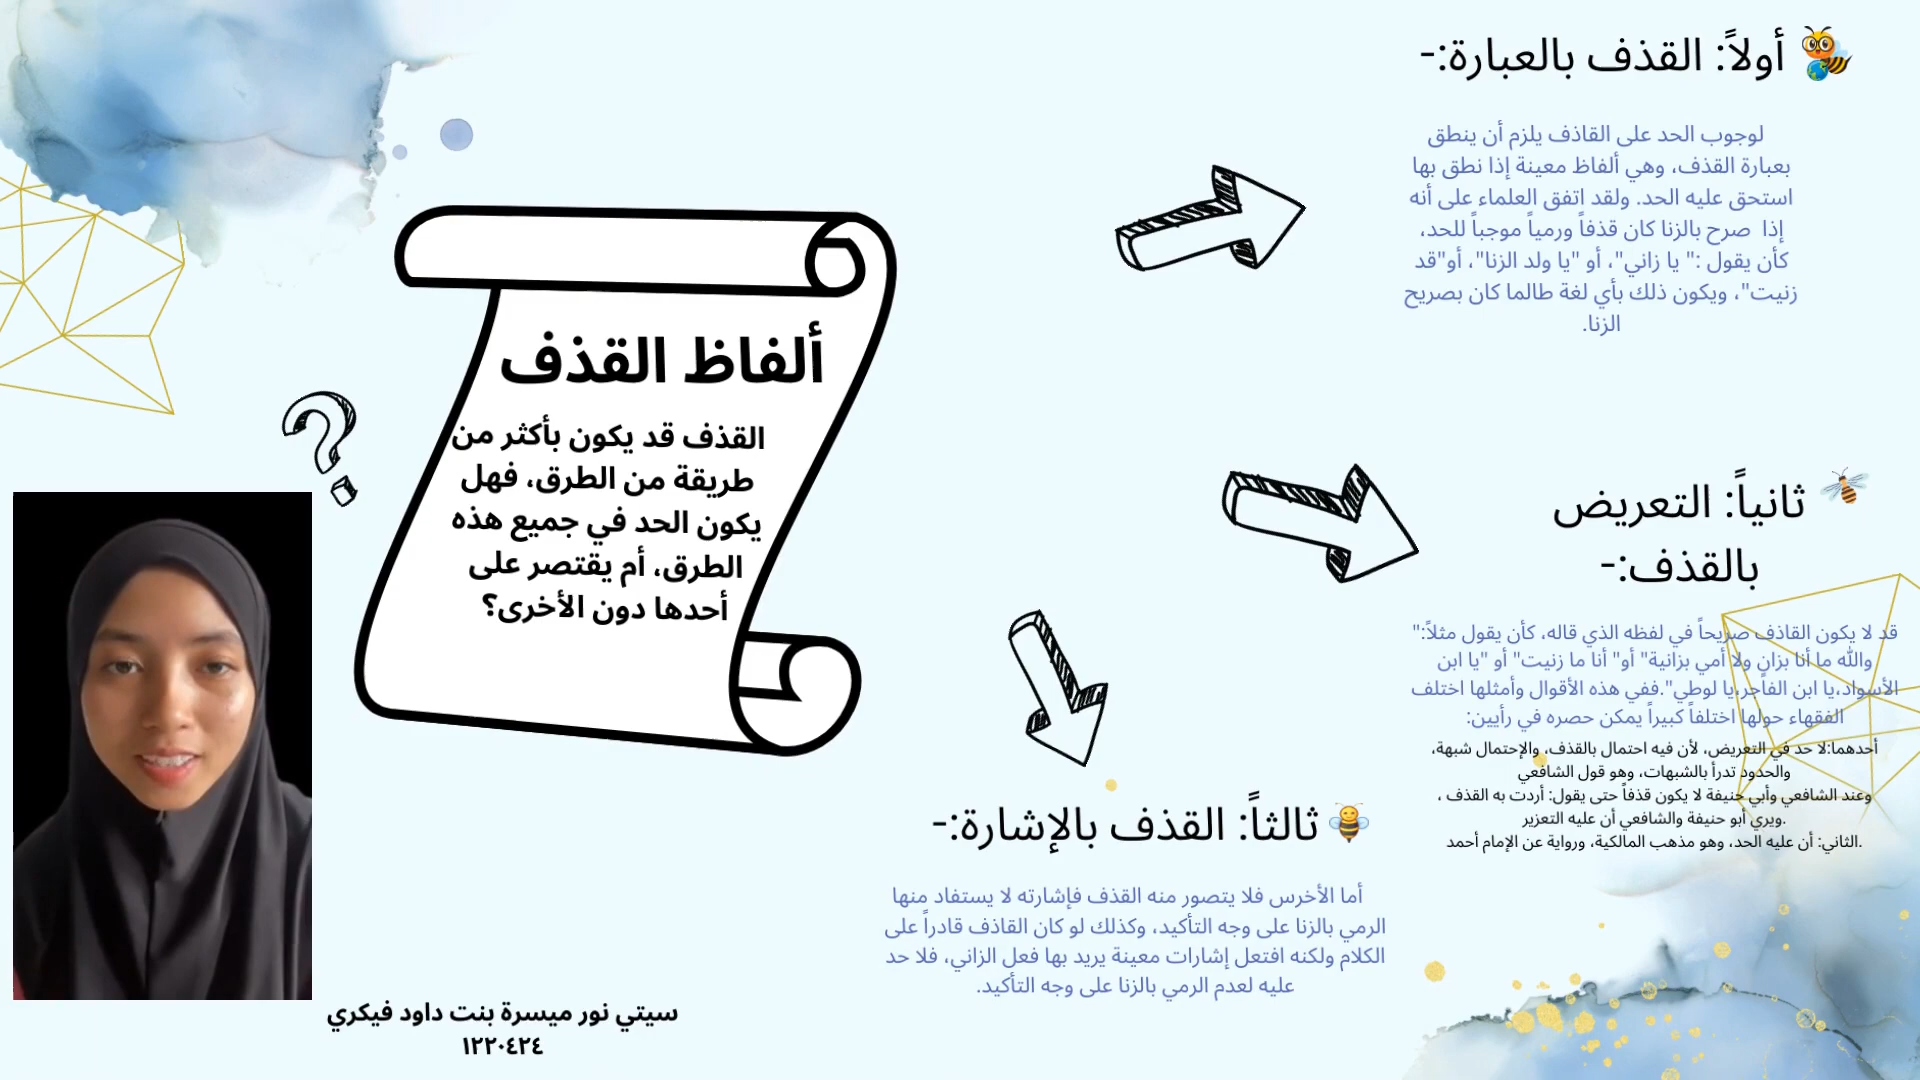 ألفاظ القذف
القذف قد يكون بأكثر من
طريقة من الطرق، فهل
يكون الحد في جميع هذه
الطرق، أم يقتصر على
أحدها دون الأخرى؟
أولاً: القذف بالعبارة:-
لوجوب الحد على القاذف يلزم أن ينطق
بعبارة القذف، وهي ألفاظ معينة إذا نطق بها
استحق عليه الحد. ولقد اتفق العلماء على أنه
إذا صرح بالزنا كان قذفاً ورمياً موجباً للحد،
كأن يقول :" يا زاني"، أو "يا ولد الزنا"، أو"قد
زنيت"، ويكون ذلك بأي لغة طالما كان بصريح
الزنا.
ثانياً: التعريض
بالقذف:-
قد لا يكون القاذف صريحاً في لفظه الذي قاله، كأن يقول مثلاً:"
والله ما أنا بزانٍ ولا أمي بزانية" أو" أنا ما زنيت" أو "يا ابن
الأسواد،يا ابن الفاجر،يا لوطي".ففي هذه الأقوال وأمثلها اختلف
الفقهاء حولها اختلفاً كبيراً يمكن حصره في رأيين:
أحدهما:لا حد في التعريض، لأن فيه احتمال بالقذف، والإحتمال شبهة،
والحدود تدرأ بالشبهات، وهو قول الشافعي
وعند الشافعي وأبي حنيفة لا يكون قذفاً حتى يقول: أردت به القذف ،
.ويري أبو حنيفة والشافعي أن عليه التعزير
.الثاني: أن عليه الحد، وهو مذهب المالكية، ورواية عن الإمام أحمد
ثالثاً: القذف بالإشارة:-
أما الأخرس فلا يتصور منه القذف فإشارته لا يستفاد منها
الرمي بالزنا على وجه التأكيد، وكذلك لو كان القاذف قادراً على
الكلام ولكنه افتعل إشارات معينة يريد بها فعل الزاني، فلا حد
عليه لعدم الرمي بالزنا على وجه التأكيد.
سيتي نور ميسرة بنت داود فيكري
١٢٢٠٤٢٤